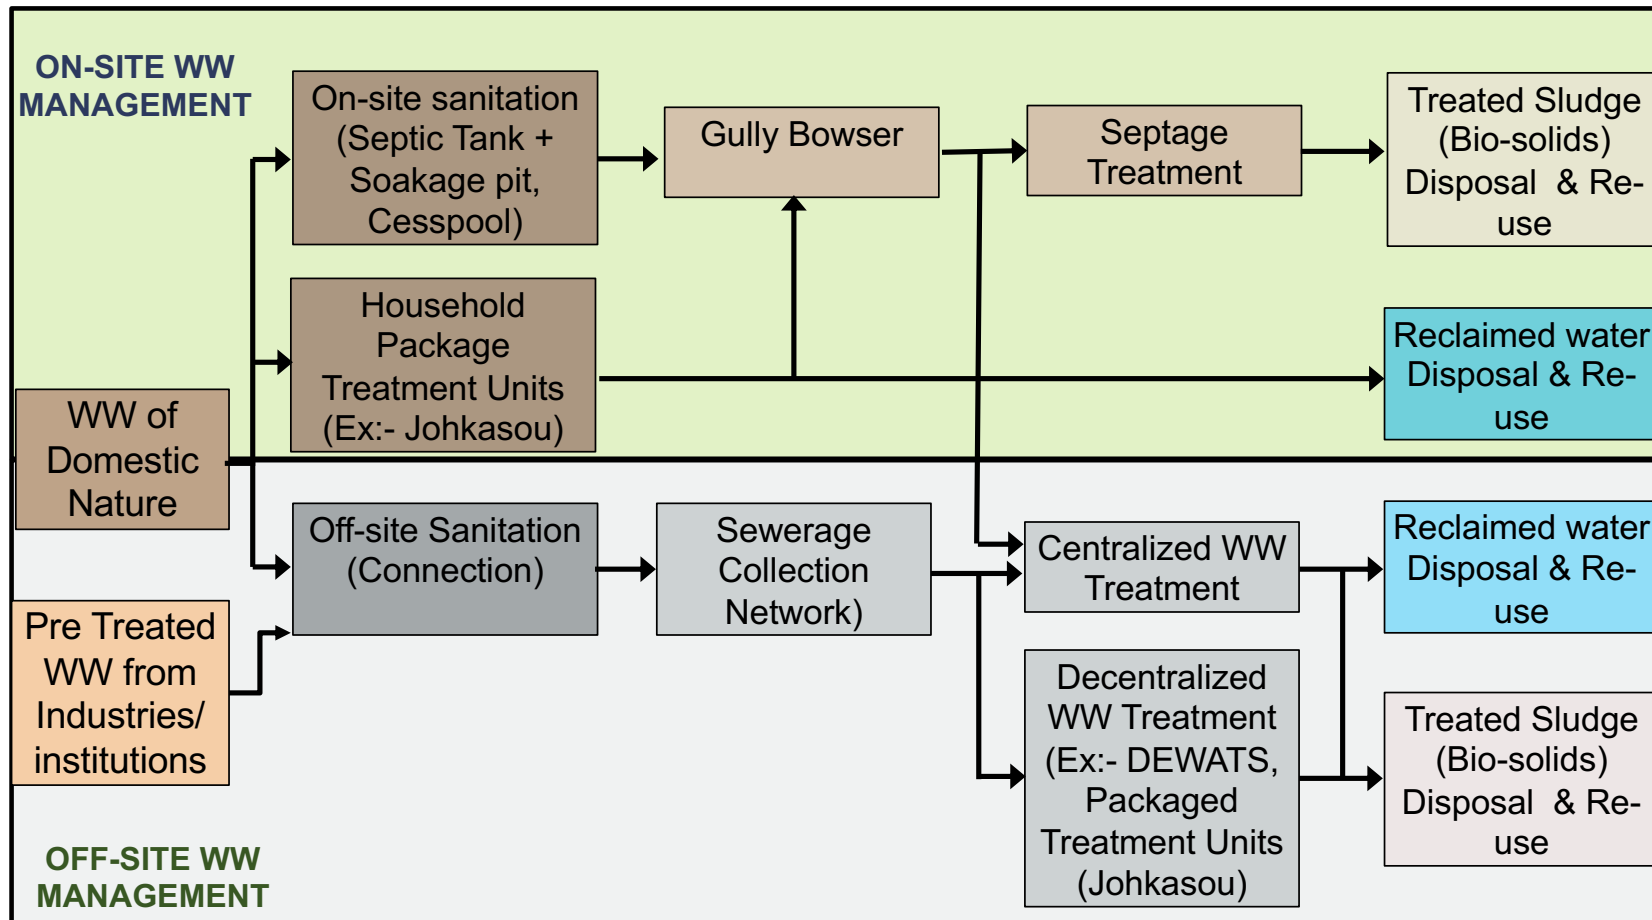 ON-SITE WW
MANAGEMENT
On-site sanitation
(Septic Tank +
Soakage pit,
Cesspool)
Gully Bowser
Septage
Treatment
Treated Sludge
(Bio-solids)
Disposal & Re-
use
Household
Package
Treatment Units
(Ex:- Johkasou)
Reclaimed water
Disposal & Re-
use
WW of
Domestic
Nature
Off-site Sanitation
(Connection)
Sewerage
Collection
Network)
Centralized WW
Treatment
Reclaimed water
Disposal & Re-
use
Pre Treated
WW from
Industries/
institutions
Decentralized
WW Treatment
(Ex:- DEWATS,
Packaged
Treatment Units
(Johkasou)
Treated Sludge
(Bio-solids)
Disposal & Re-
use
OFF-SITE WW
MANAGEMENT